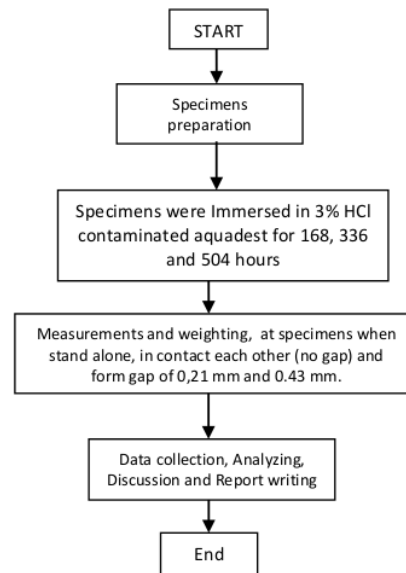 START
Specimens
preparation
Specimens were Immersed in 3% HCl
contaminated aquadest for 168, 336
and 504 hours
Measurements and weighting, at specimens when
stand alone, in contact each other (no gap) and
form gap of 0,21 mm and 0.43 mm.
Data collection, Analyzing,
Discussion and Report writing
End